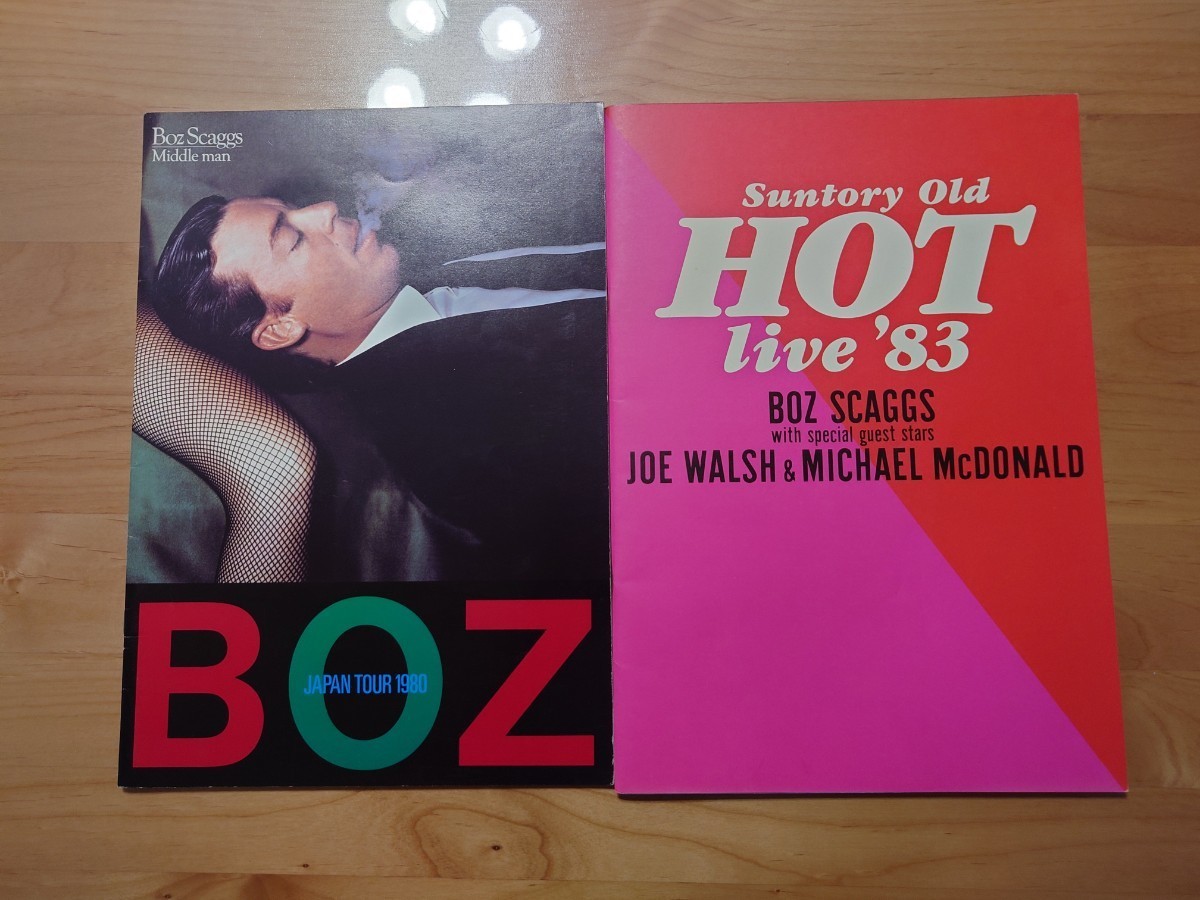 Boz Scaggs
Middle man
BOZ
JAPAN TOUR 1980
Suntory Old
HOT
live '83
BOZ SCAGGS
with special guest stars
JOE WALSH & MICHAEL McDONALD